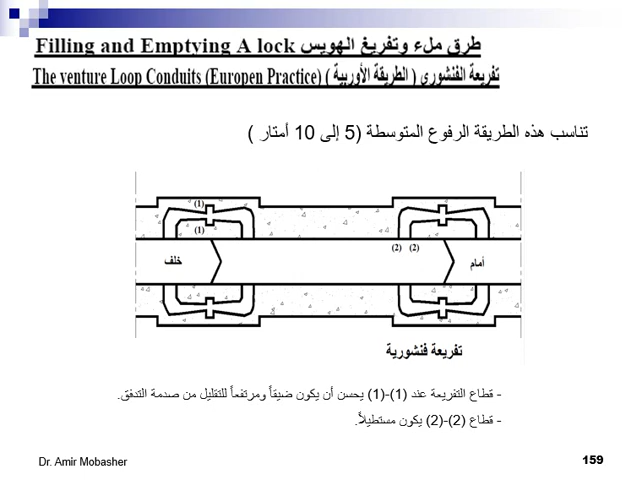 Filling and Emptying A lock طرق ملء وتفريغ الهويس
The venture Loop Conduits (Europen Practice) ( الطريقة الأوربية ) تفريعة الفنشوري
تناسب هذه الطريقة الرفوع المتوسطة (5 إلى 10 أمتار )
(1)
(1)
(2) (2)
خلف
أمام
تفريعة فنشورية
- قطاع التفريعة عند (1)-(1) يحسن أن يكون ضيقاً ومرتفعاً للتقليل من صدمة التدفق.
- قطاع (2)-(2) يكون مستطيلاً.
Dr. Amir Mobasher
159